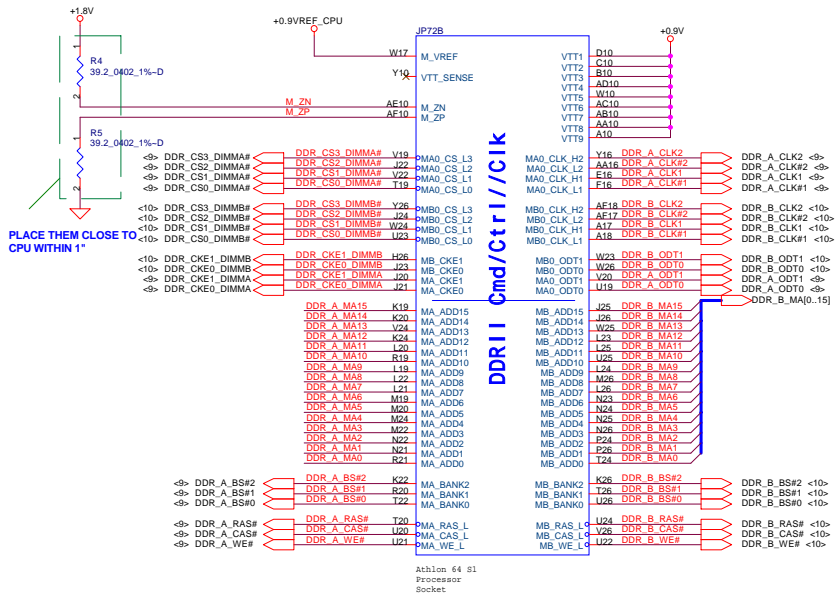 +1.8V
+0.9VREF_CPU
JP72B
+0.9V
R4
39.2_0402_1%~D
R5
39.2_0402_1%~D
PLACE THEM CLOSE TO
CPU WITHIN 1"
1
2
1
2
W17 M_VREF
Y10 VTT_SENSE
M_ZN AE10 M_ZN
M_ZP AF10 M_ZP
VTT1 D10
VTT2 C10
VTT3 B10
VTT4 AD10
VTT5 W10
VTT6 AC10
VTT7 AB10
VTT8 AA10
VTT9 A10
<9> DDR_CS3_DIMMA# DDR_CS3_DIMMA# V19 MA0_CS_L3
<9> DDR_CS2_DIMMA# DDR_CS2_DIMMA# J22 MA0_CS_L2
<9> DDR_CS1_DIMMA# DDR_CS1_DIMMA# V22 MA0_CS_L1
<9> DDR_CS0_DIMMA# DDR_CS0_DIMMA# T19 MA0_CS_L0
MA0_CLK_H2 Y16 DDR_A_CLK2 DDR_A_CLK2 <9>
MA0_CLK_L2 AA16 DDR_A_CLK#2 DDR_A_CLK#2 <9>
MA0_CLK_H1 E16 DDR_A_CLK1 DDR_A_CLK1 <9>
MA0_CLK_L1 F16 DDR_A_CLK#1 DDR_A_CLK#1 <9>
<10> DDR_CS3_DIMMB# DDR_CS3_DIMMB# Y26 MB0_CS_L3
<10> DDR_CS2_DIMMB# DDR_CS2_DIMMB# J24 MB0_CS_L2
<10> DDR_CS1_DIMMB# DDR_CS1_DIMMB# W24 MB0_CS_L1
<10> DDR_CS0_DIMMB# DDR_CS0_DIMMB# U23 MB0_CS_L0
MB0_CLK_H2 AF18 DDR_B_CLK2 DDR_B_CLK2 <10>
MB0_CLK_L2 AF17 DDR_B_CLK#2 DDR_B_CLK#2 <10>
MB0_CLK_H1 A17 DDR_B_CLK1 DDR_B_CLK1 <10>
MB0_CLK_L1 A18 DDR_B_CLK#1 DDR_B_CLK#1 <10>
<10> DDR_CKE1_DIMMB DDR_CKE1_DIMMB H26 MB_CKE1
<10> DDR_CKE0_DIMMB DDR_CKE0_DIMMB J23 MB_CKE0
<9> DDR_CKE1_DIMMA DDR_CKE1_DIMMA J20 MA_CKE1
<9> DDR_CKE0_DIMMA DDR_CKE0_DIMMA J21 MA_CKE0
MB0_ODT1 W23 DDR_B_ODT1 DDR_B_ODT1 <10>
MB0_ODT0 W26 DDR_B_ODT0 DDR_B_ODT0 <10>
MA0_ODT1 V20 DDR_A_ODT1 DDR_A_ODT1 <9>
MA0_ODT0 U19 DDR_A_ODT0 DDR_A_ODT0 <9>
DDR_B_MA[0..15]
DDRII Cmd/Ctrl//Clk
DDR_A_MA15 K19 MA_ADD15
DDR_A_MA14 K20 MA_ADD14
DDR_A_MA13 V24 MA_ADD13
DDR_A_MA12 K24 MA_ADD12
DDR_A_MA11 L20 MA_ADD11
DDR_A_MA10 R19 MA_ADD10
DDR_A_MA9 L19 MA_ADD9
DDR_A_MA8 L22 MA_ADD8
DDR_A_MA7 L21 MA_ADD7
DDR_A_MA6 M19 MA_ADD6
DDR_A_MA5 M20 MA_ADD5
DDR_A_MA4 M24 MA_ADD4
DDR_A_MA3 M22 MA_ADD3
DDR_A_MA2 N22 MA_ADD2
DDR_A_MA1 N21 MA_ADD1
DDR_A_MA0 R21 MA_ADD0
MB_ADD15 J25 DDR_B_MA15
MB_ADD14 J26 DDR_B_MA14
MB_ADD13 W25 DDR_B_MA13
MB_ADD12 L23 DDR_B_MA12
MB_ADD11 L25 DDR_B_MA11
MB_ADD10 U25 DDR_B_MA10
MB_ADD9 L24 DDR_B_MA9
MB_ADD8 M26 DDR_B_MA8
MB_ADD7 L26 DDR_B_MA7
MB_ADD6 N23 DDR_B_MA6
MB_ADD5 N24 DDR_B_MA5
MB_ADD4 N25 DDR_B_MA4
MB_ADD3 N26 DDR_B_MA3
MB_ADD2 P24 DDR_B_MA2
MB_ADD1 P26 DDR_B_MA1
MB_ADD0 T24 DDR_B_MA0
<9> DDR_A_BS#2 DDR_A_BS#2 K22 MA_BANK2
<9> DDR_A_BS#1 DDR_A_BS#1 R20 MA_BANK1
<9> DDR_A_BS#0 DDR_A_BS#0 T22 MA_BANK0
MB_BANK2 K26 DDR_B_BS#2 DDR_B_BS#2 <10>
MB_BANK1 T26 DDR_B_BS#1 DDR_B_BS#1 <10>
MB_BANK0 U26 DDR_B_BS#0 DDR_B_BS#0 <10>
<9> DDR_A_RAS# DDR_A_RAS# T20 MA_RAS_L
<9> DDR_A_CAS# DDR_A_CAS# U20 MA_CAS_L
<9> DDR_A_WE# DDR_A_WE# U21 MA_WE_L
MB_RAS_L U24 DDR_B_RAS# DDR_B_RAS# <10>
MB_CAS_L V26 DDR_B_CAS# DDR_B_CAS# <10>
MB_WE_L U22 DDR_B_WE# DDR_B_WE# <10>
Athlon 64 S1
Processor
Socket